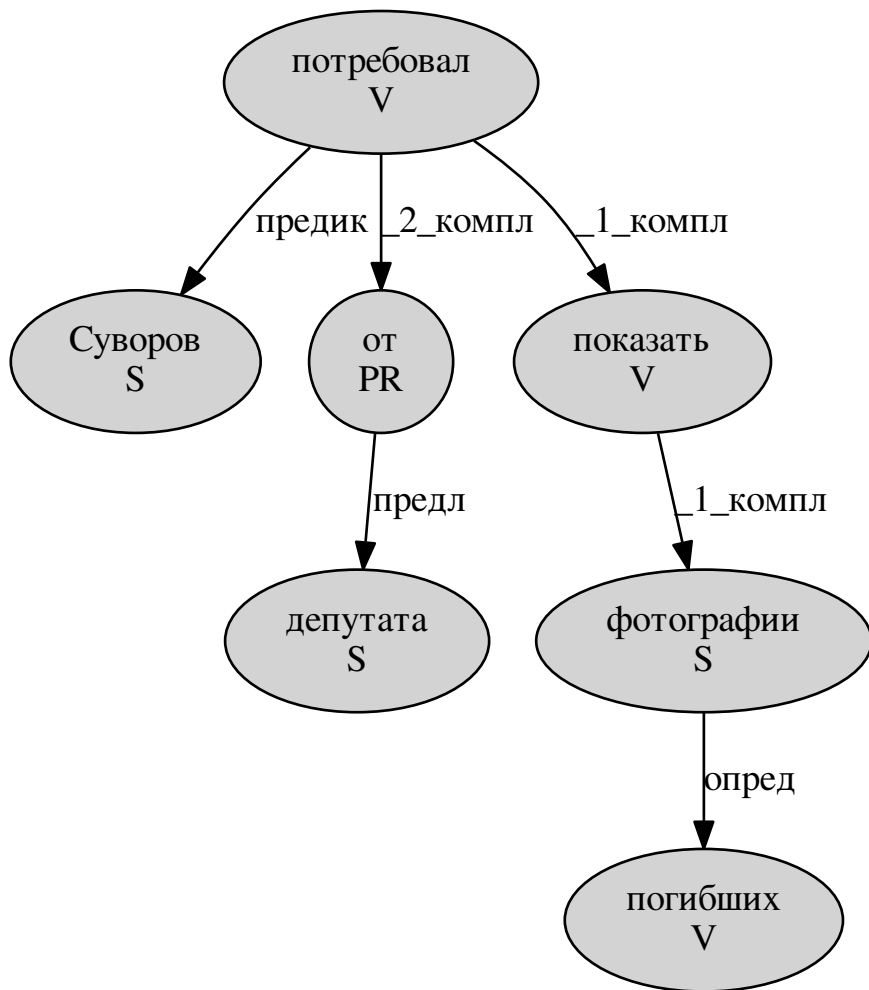 потребовал
V
предик
_2_компл
_1_компл
Суворов
S
от
PR
показать
V
предл
_1_компл
депутата
S
фотографии
S
опред
погибших
V